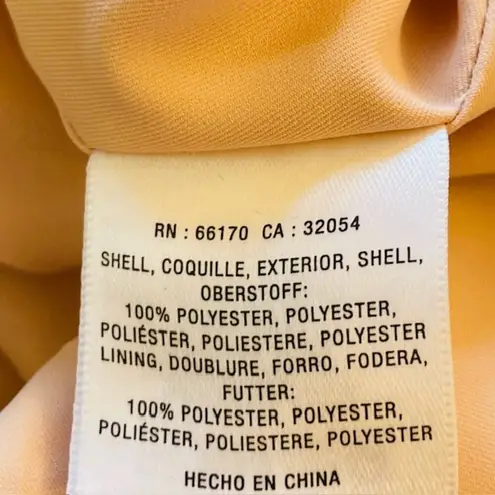 RN : 66170 CA : 32054
SHELL, COQUILLE, EXTERIOR, SHELL,
OBERSTOFF:
100% POLYESTER, POLYESTER,
POLIÉSTER, POLIESTERE, POLYESTER
LINING, DOUBLURE, FORRO, FODERA,
FUTTER:
100% POLYESTER, POLYESTER,
POLIÉSTER, POLIESTERE, POLYESTER
HECHO EN CHINA